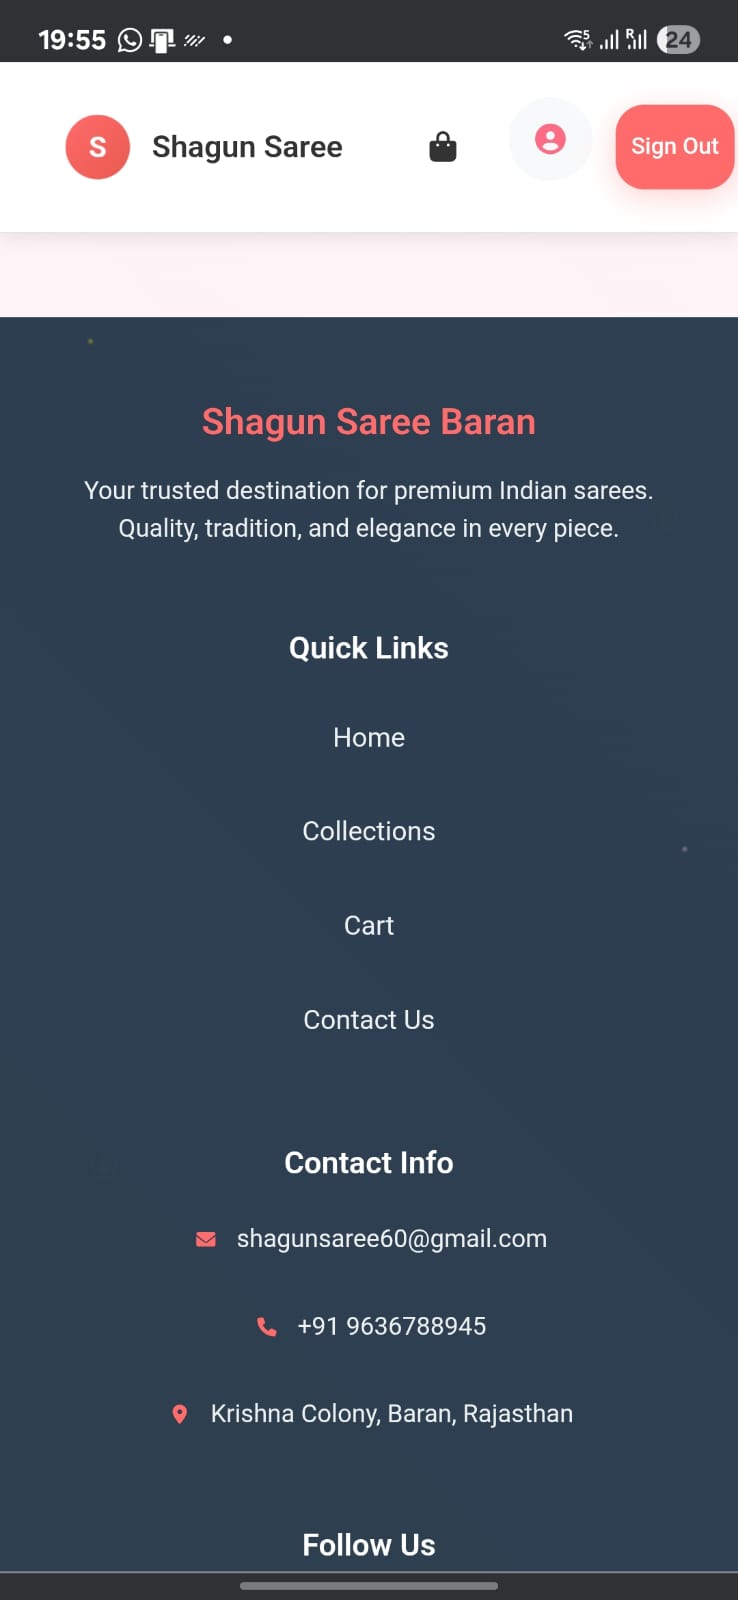 19:55
24
S
Shagun Saree
Sign Out
Shagun Saree Baran
Your trusted destination for premium Indian sarees.
Quality, tradition, and elegance in every piece.
Quick Links
Home
Collections
Cart
Contact Us
Contact Info
shagunsaree60@gmail.com
+91 9636788945
Krishna Colony, Baran, Rajasthan
Follow Us